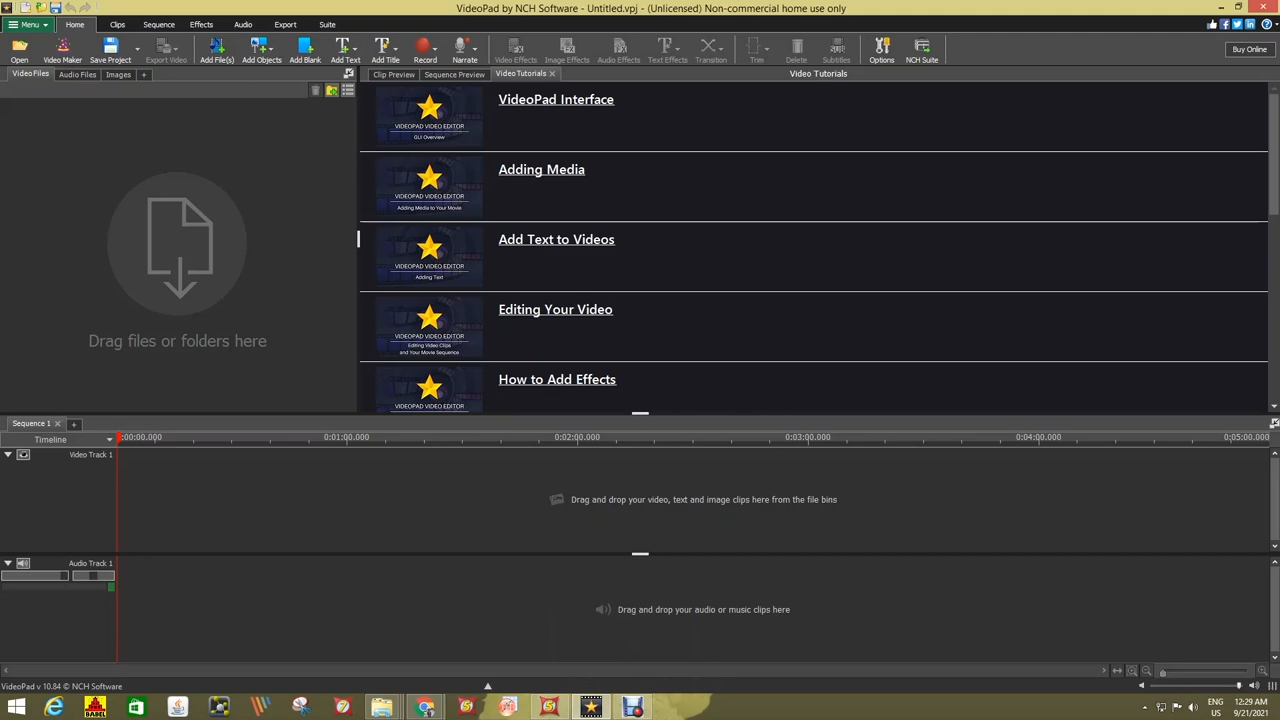 VideoPad by NCH Software - Untitled.vpj - (Unlicensed) Non-commercial home use only
Menu Home Clips Sequence Effects Audio Export Suite
Open Video Maker Save Project Export Video Add File(s) Add Objects Add Blank Add Text Add Title Record Narrate Video Effects Image Effects Audio Effects Text Effects Transition Trim Delete Subtitles Options NCH Suite Buy Online
Video Files Audio Files Images + Clip Preview Sequence Preview Video Tutorials Video Tutorials
VideoPad Interface
VIDEOPAD VIDEO EDITOR
GUI Overview
Adding Media
VIDEOPAD VIDEO EDITOR
Adding Media to Your Movie
Add Text to Videos
VIDEOPAD VIDEO EDITOR
Adding Text
Editing Your Video
VIDEOPAD VIDEO EDITOR
Editing Video Clips
and Your Movie Sequence
How to Add Effects
VIDEOPAD VIDEO EDITOR
Drag files or folders here
Sequence 1
Timeline :00:00.000 0:01:00.000 0:02:00.000 0:03:00.000 0:04:00.000 0:05:00.000
Video Track 1
Drag and drop your video, text and image clips here from the file bins
Audio Track 1
Drag and drop your audio or music clips here
VideoPad v 10.84 © NCH Software
BABEL
ENG 12:29 AM
US 9/21/2021